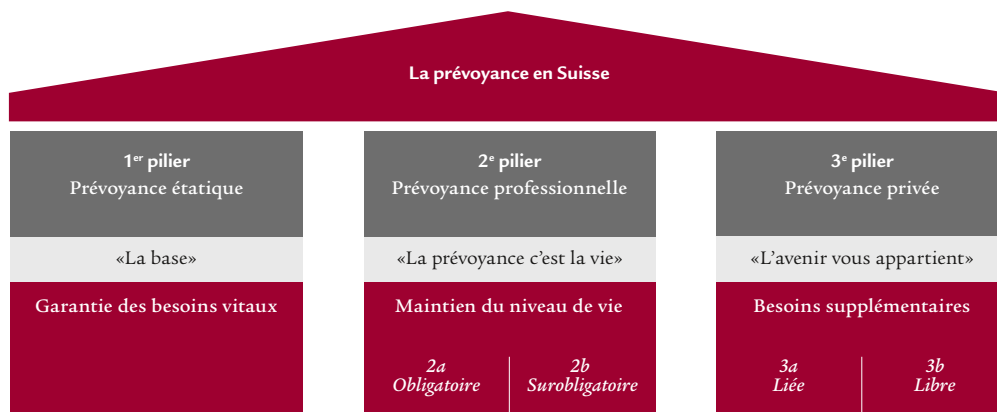 La prévoyance en Suisse
1er pilier
Prévoyance étatique
«La base»
Garantie des besoins vitaux
2e pilier
Prévoyance professionnelle
«La prévoyance c’est la vie»
Maintien du niveau de vie
2a
Obligatoire
2b
Surobligatoire
3e pilier
Prévoyance privée
«L’avenir vous appartient»
Besoins supplémentaires
3a
Liée
3b
Libre